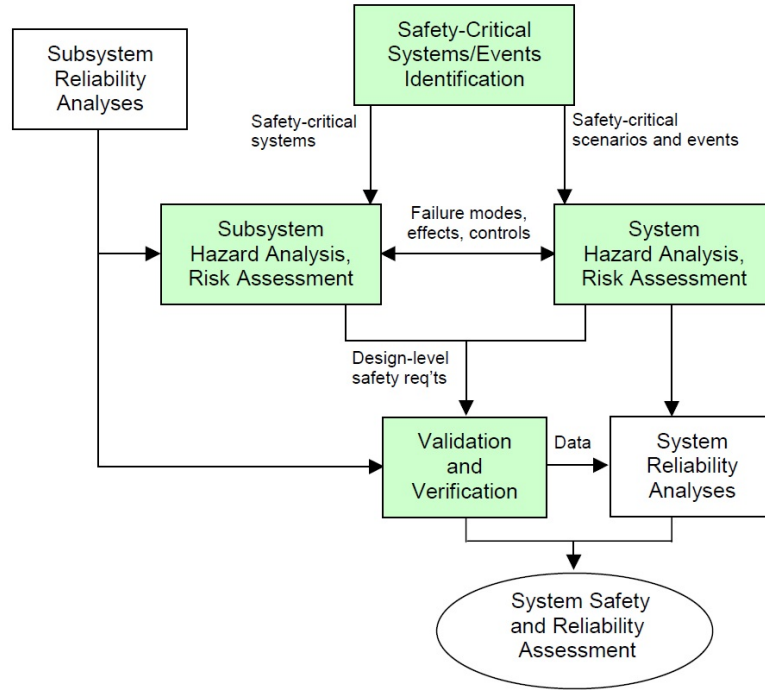 Subsystem
Reliability
Analyses
Safety-Critical
Systems/Events
Identification
Safety-critical
systems
Safety-critical
scenarios and events
Subsystem
Hazard Analysis,
Risk Assessment
Failure modes,
effects, controls
System
Hazard Analysis,
Risk Assessment
Design-level
safety req'ts
Validation
and
Verification
Data
System
Reliability
Analyses
System Safety
and Reliability
Assessment